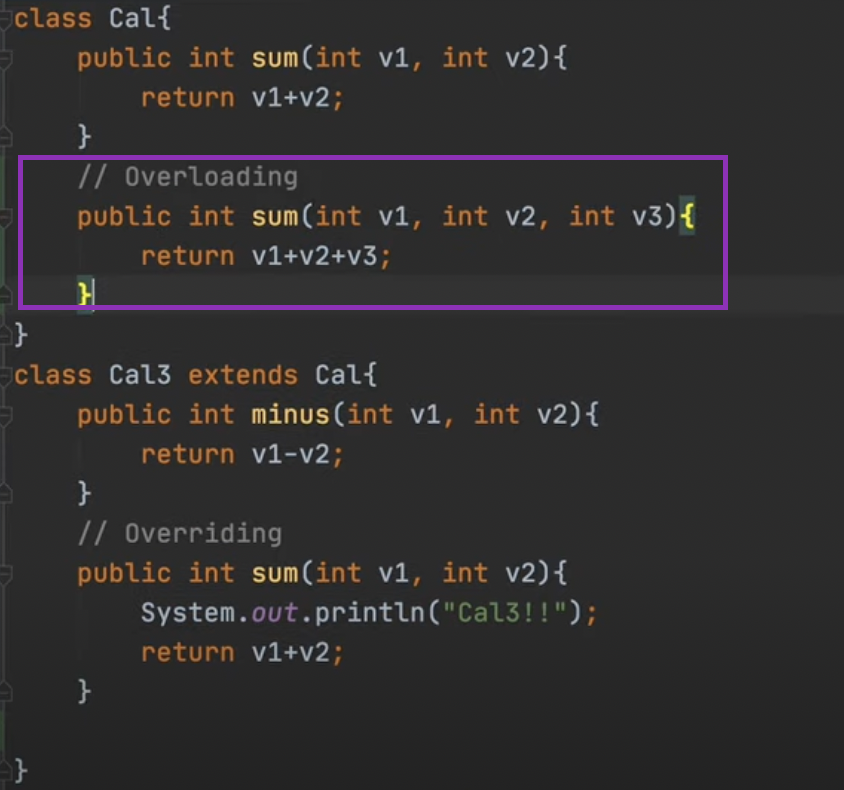 class Cal{
    public int sum(int v1, int v2){
        return v1+v2;
    }
    // Overloading
    public int sum(int v1, int v2, int v3){
        return v1+v2+v3;
    }
}
class Cal3 extends Cal{
    public int minus(int v1, int v2){
        return v1-v2;
    }
    // Overriding
    public int sum(int v1, int v2){
        System.out.println("Cal3!!");
        return v1+v2;
    }
}